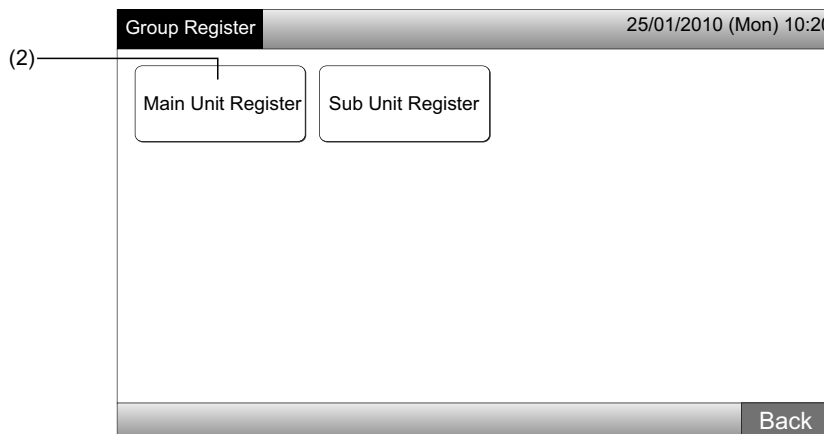 Group Register 25/01/2010 (Mon) 10:20
(2)
Main Unit Register Sub Unit Register
Back